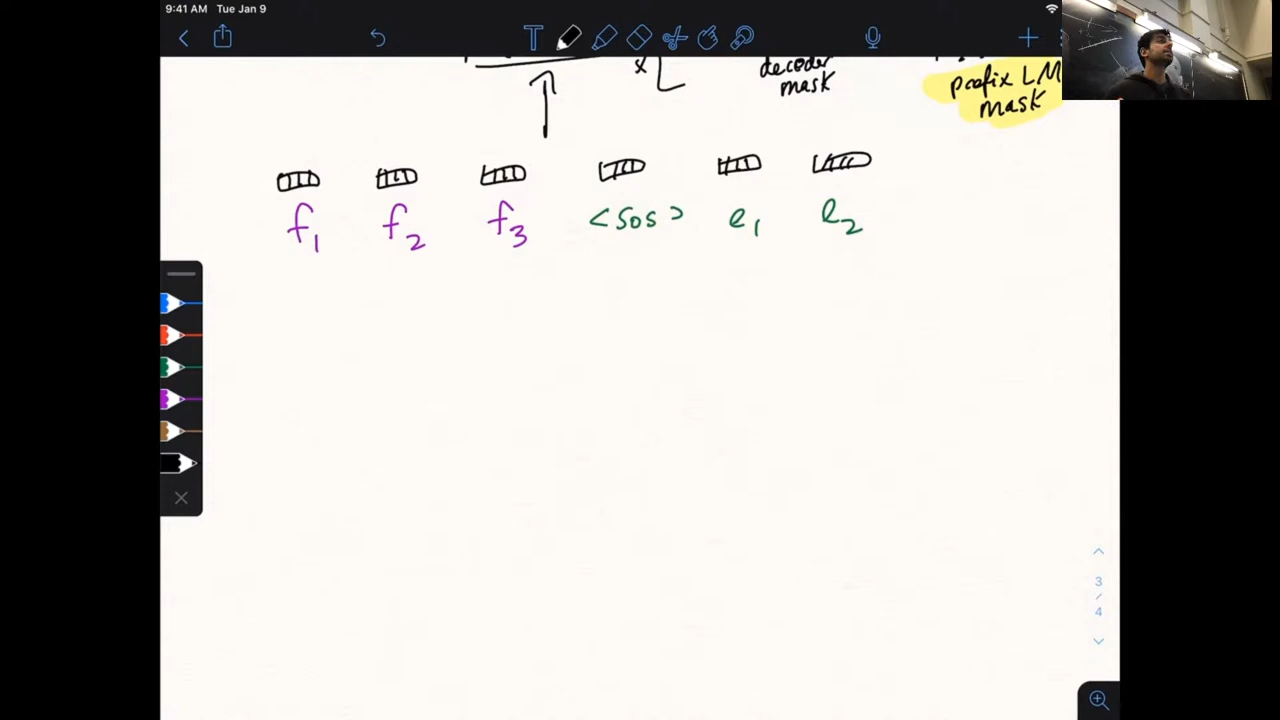 9:41 AM Tue Jan 9
decoder
mask
prefix LM
mask
f1 f2 f3 <sos> e1 e2
3
/
4